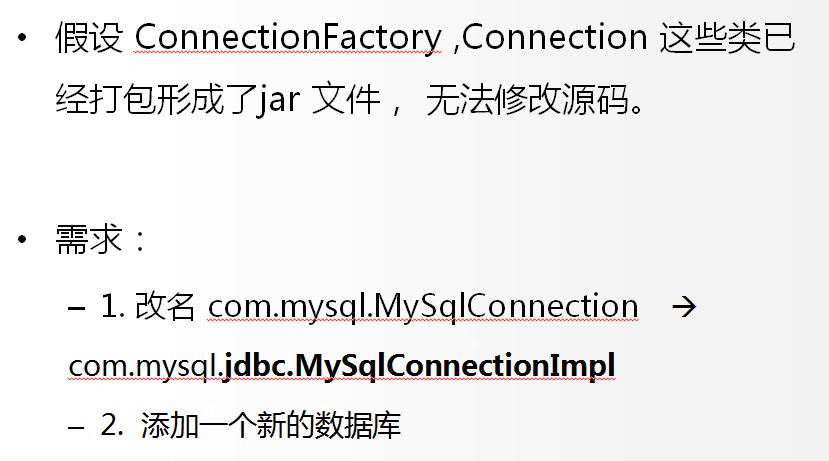 • 假设 ConnectionFactory ,Connection 这些类已
经打包形成了jar 文件， 无法修改源码。
• 需求：
– 1. 改名 com.mysql.MySqlConnection →
com.mysql.jdbc.MySqlConnectionImpl
– 2. 添加一个新的数据库